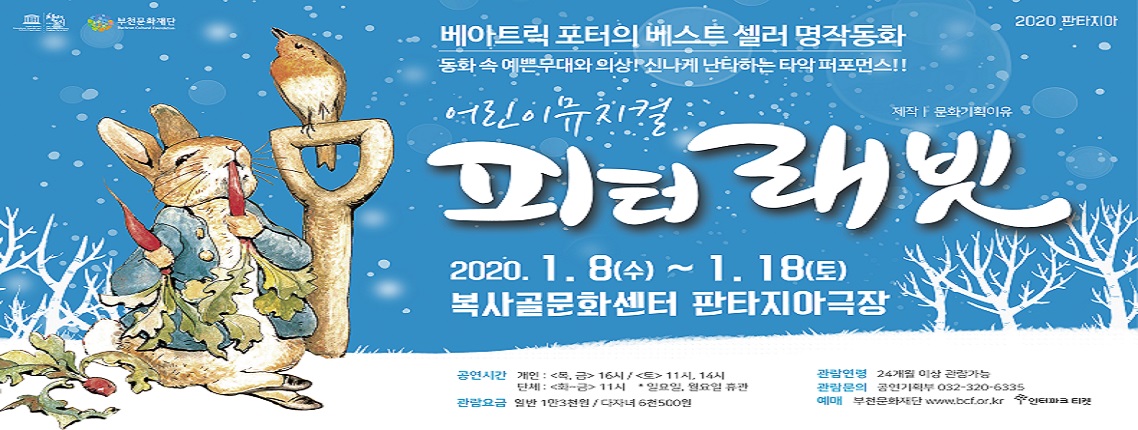 부천문화재단
Bucheon Cultural Foundation
2020 판타지아
베아트릭 포터의 베스트 셀러 명작동화
동화 속 예쁜무대와 의상! 신나게 난타하는 타악 퍼포먼스!!
어린이뮤지컬
제작ㅣ문화기획이유
피터 래빗
2020. 1. 8(수) ~ 1. 18(토)
복사골문화센터 판타지아극장
공연시간 개인 : <목, 금> 16시 / <토> 11시, 14시
단체 : <화~금> 11시 * 일요일, 월요일 휴관
관람요금 일반 1만3천원 / 다자녀 6천500원
관람연령 24개월 이상 관람가능
관람문의 공연기획부 032-320-6335
예매 부천문화재단 www.bcf.or.kr 인터파크 티켓